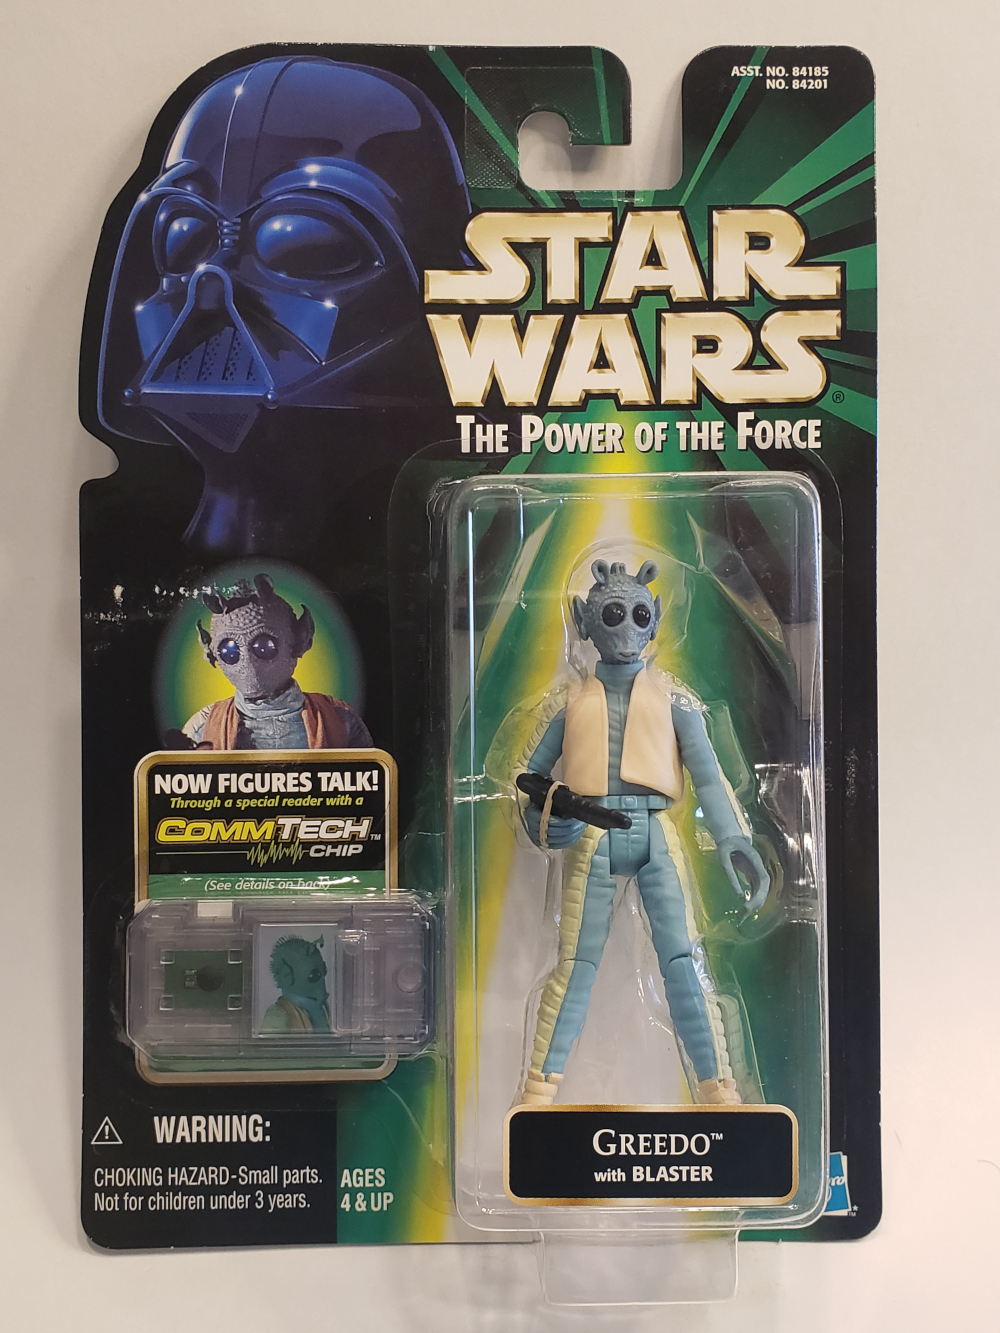 ASST. NO. 84185
NO. 84201
STAR
WARS
®
THE POWER OF THE FORCE
NOW FIGURES TALK!
Through a special reader with a
COMMTECH™
CHIP
(See details on back)
GREEDO™
with BLASTER
WARNING:
CHOKING HAZARD-Small parts.
Not for children under 3 years.
AGES
4 & UP